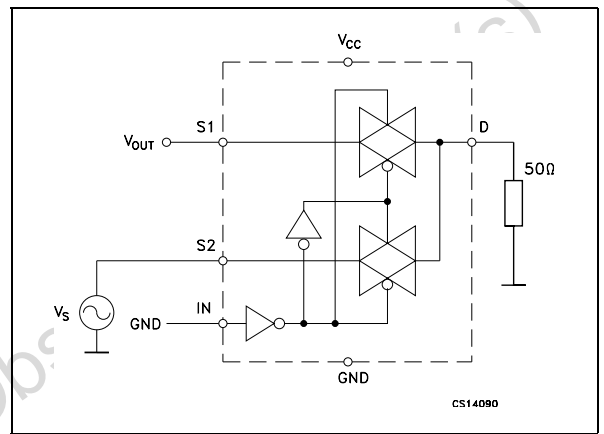 VCC
S1
D
VOUT
50Ω
S2
VS
IN
GND
GND
CS14090